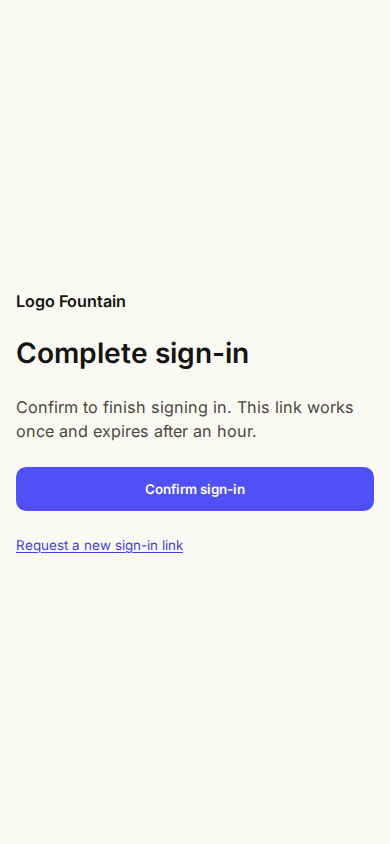 Logo Fountain
Complete sign-in
Confirm to finish signing in. This link works
once and expires after an hour.
Confirm sign-in
Request a new sign-in link